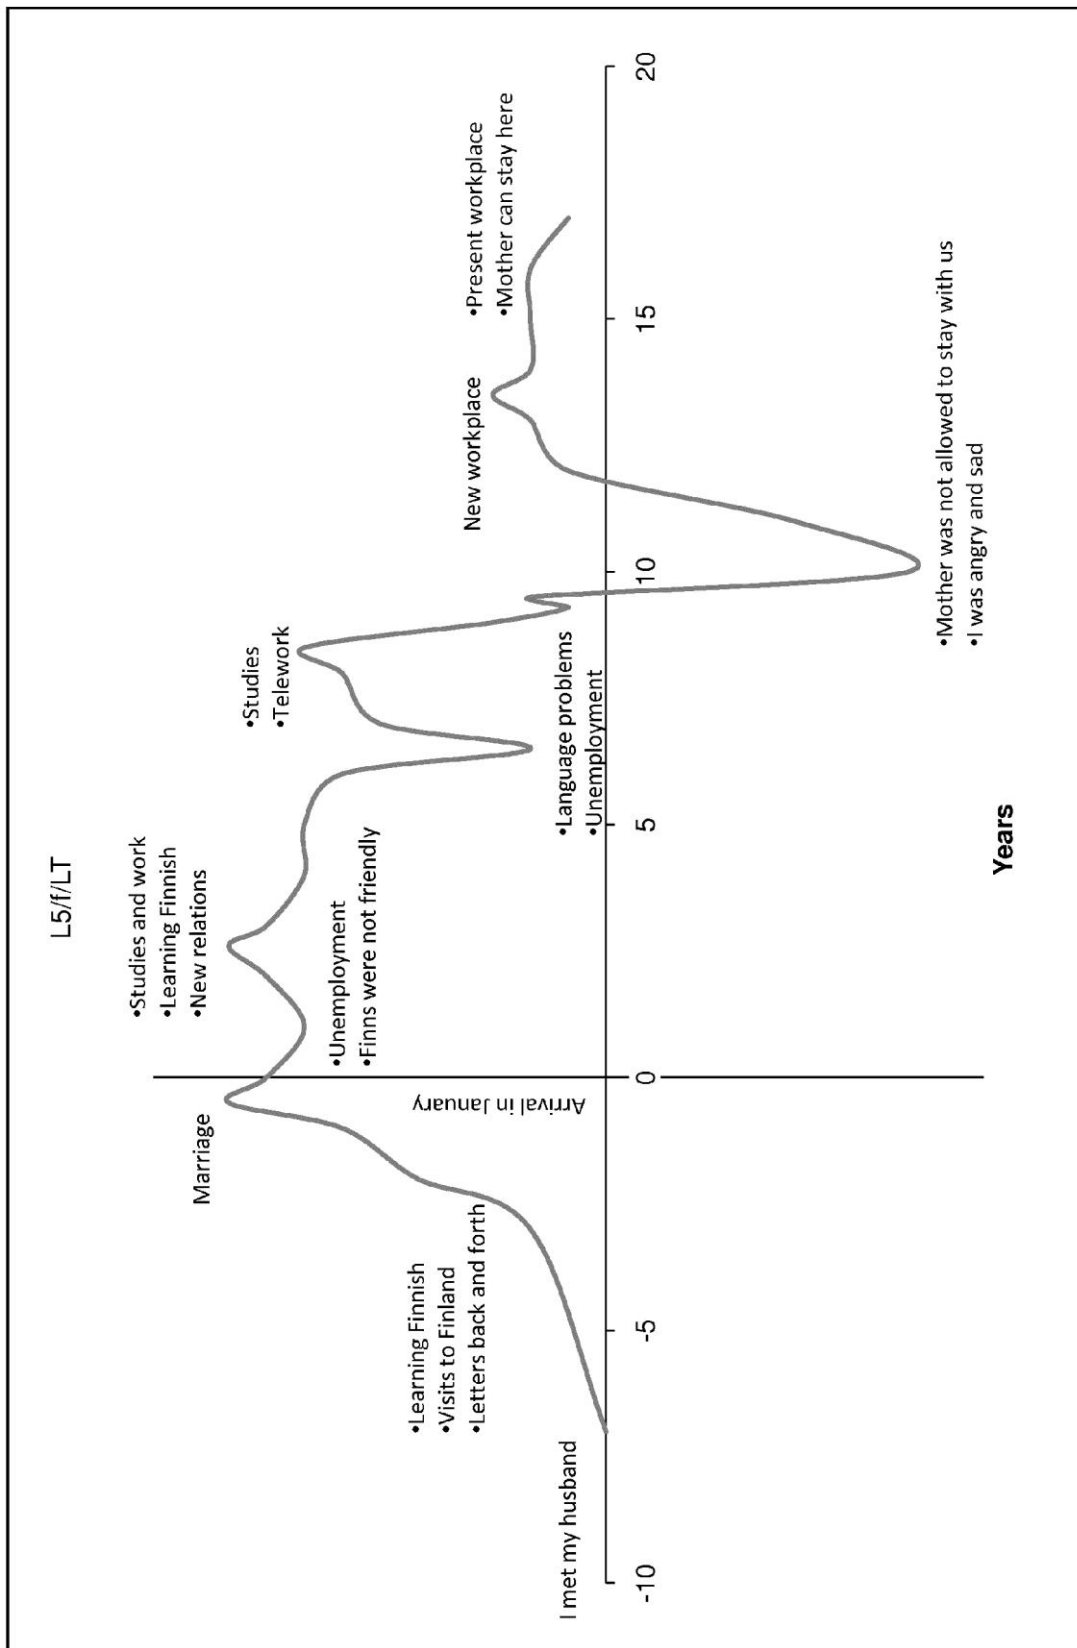 L5/f/LT
Marriage
•Studies and work
•Learning Finnish
•New relations
•Studies
•Telework
•Learning Finnish
•Visits to Finland
•Letters back and forth
•Unemployment
•Finns were not friendly
New workplace
•Present workplace
•Mother can stay here
Arrival in January
I met my husband
•Language problems
•Unemployment
-10
-5
0
5
10
15
20
•Mother was not allowed to stay with us
•I was angry and sad
Years